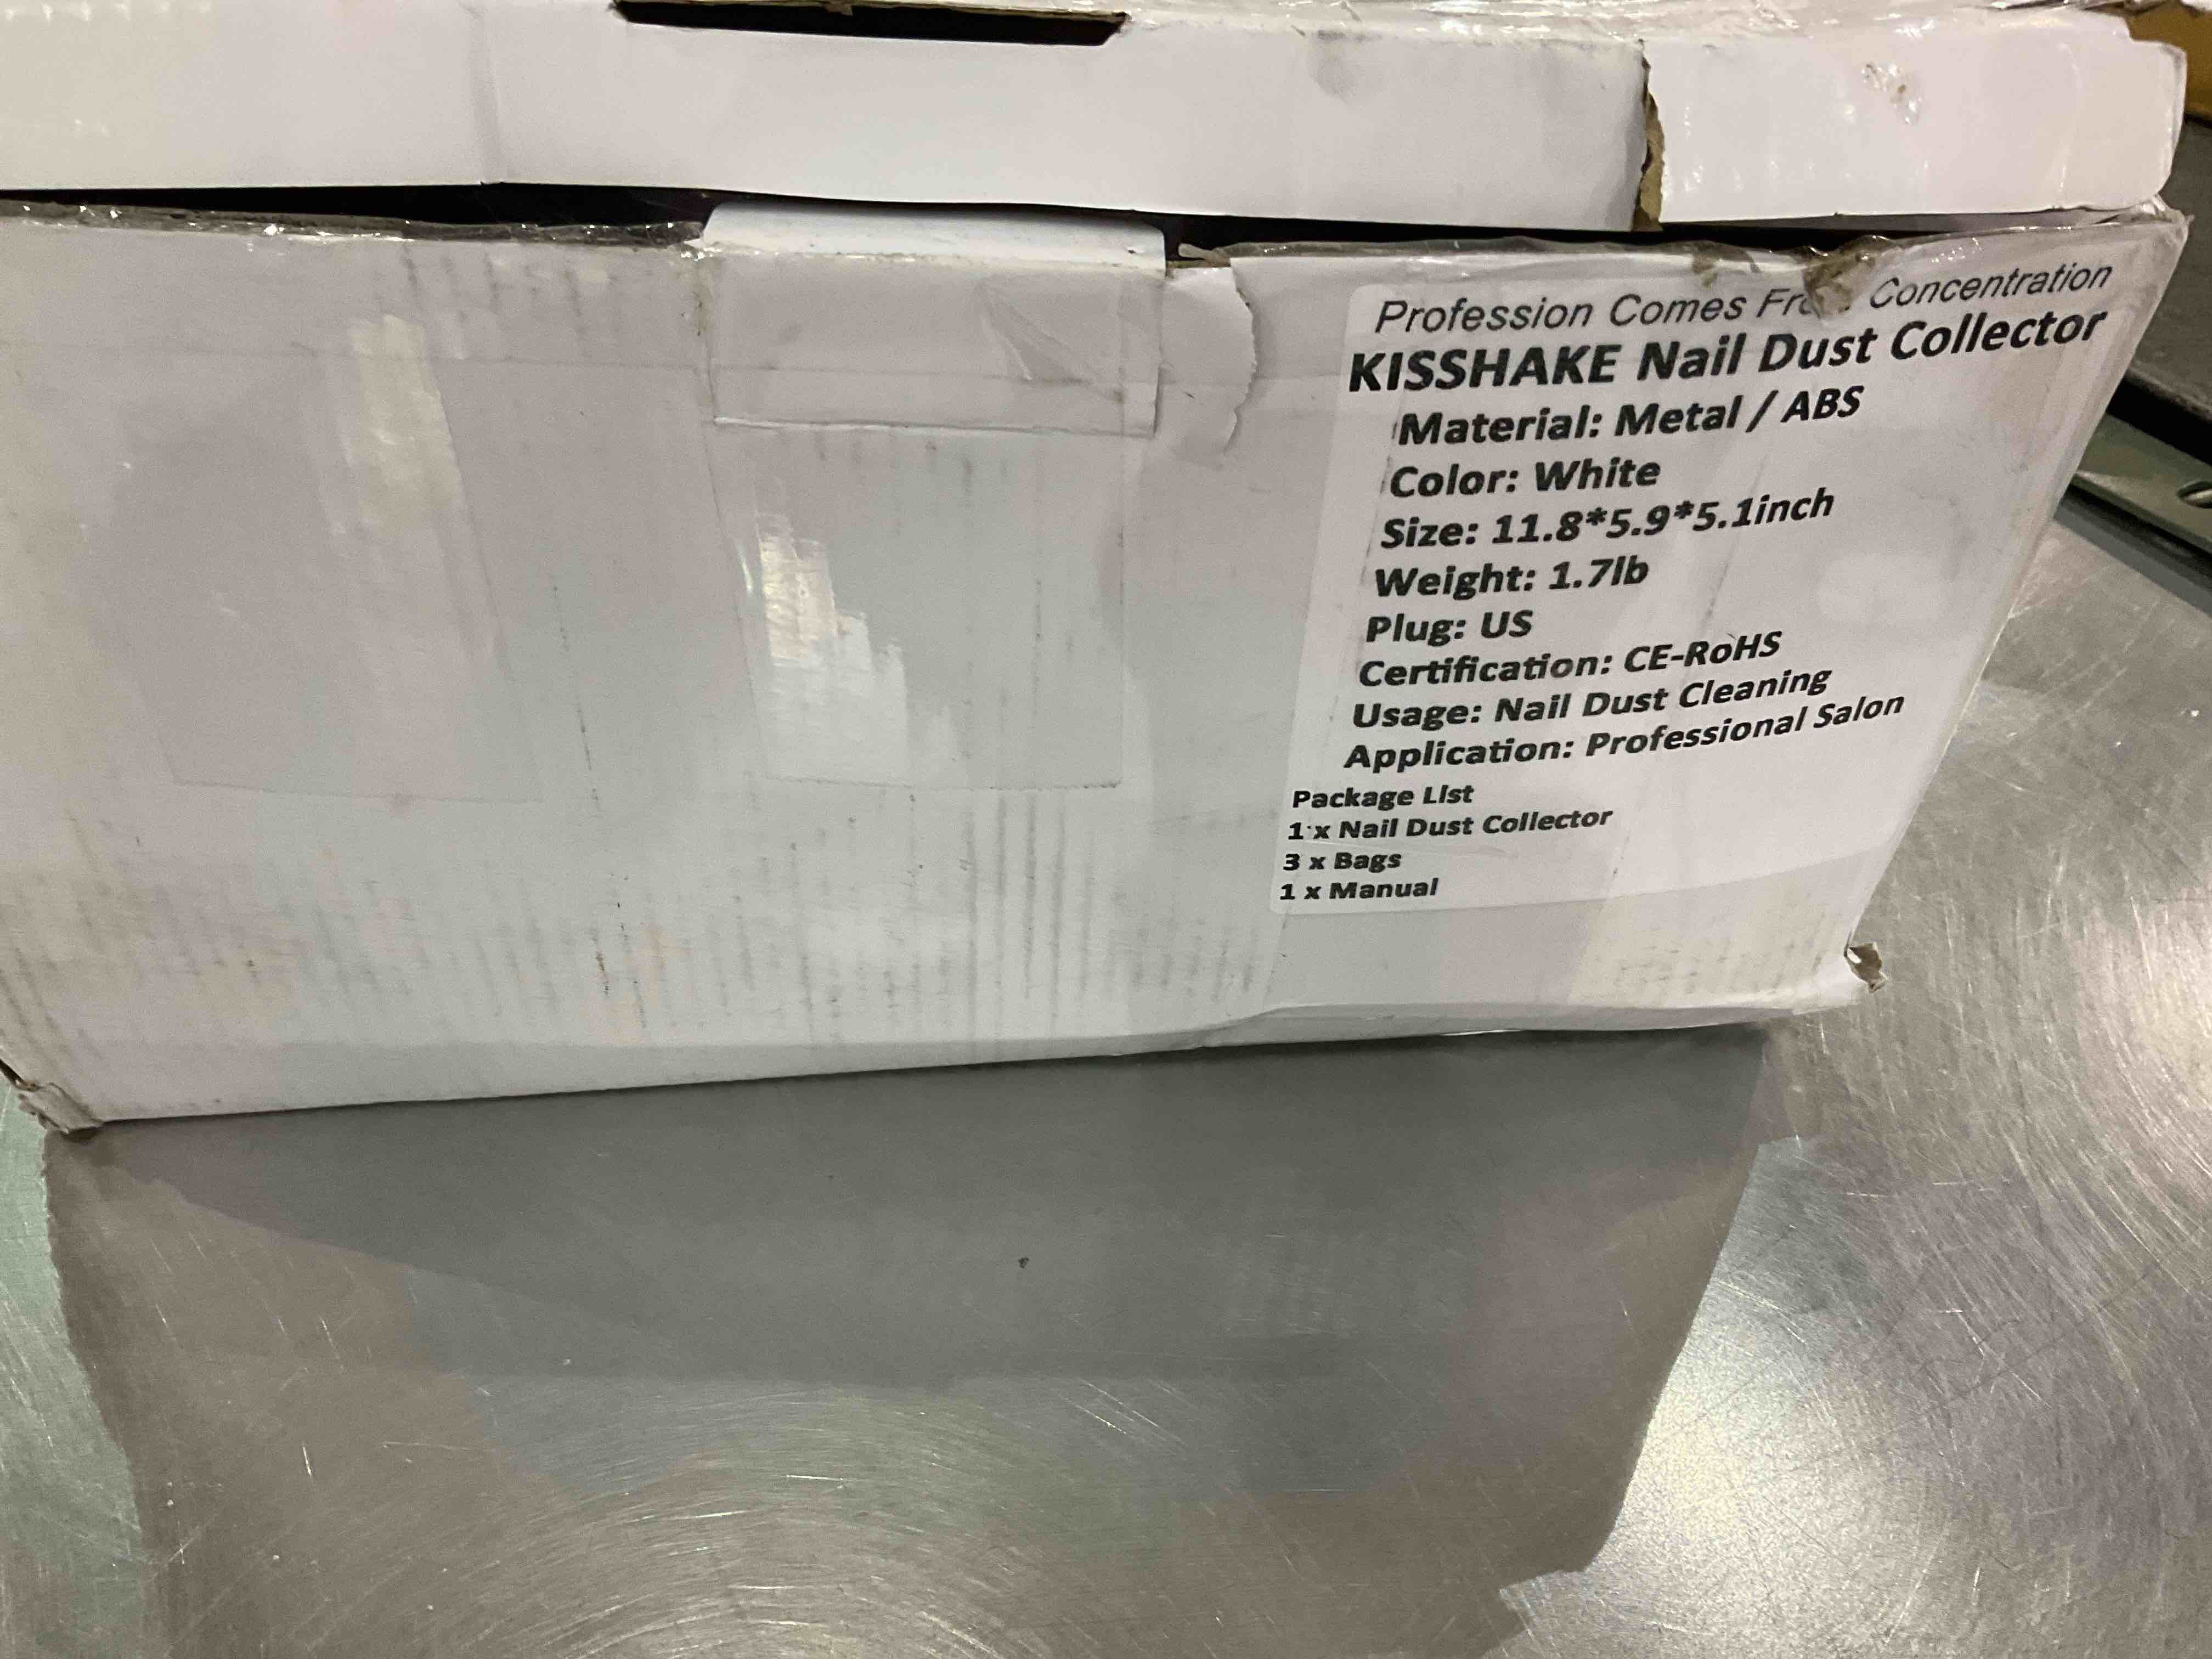 Profession Comes Concentration
KISSHAKE Nail Dust Collector
Material: Metal / ABS
Color: White
Size: 11.8*5.9*5.1inch
Weight: 1.7lb
Plug: US
Certification: CE-RoHS
Usage: Nail Dust Cleaning
Application: Professional Salon
Package List
1 x Nail Dust Collector
3 x Bags
1 x Manual